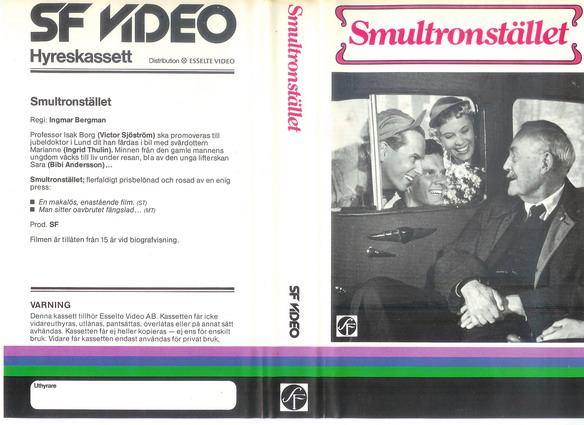 SF VIDEO
Hyreskassett
Distribution ESSELTE VIDEO
Smultronstället
Regi: Ingmar Bergman
Professor Isak Borg (Victor Sjöström) ska promoveras till
jubeldoktor i Lund dit han färdas i bil med svärdottern
Marianne (Ingrid Thulin). Minnen från den gamle mannens
ungdom väcks till liv under resan, bl a av den unga lifterskan
Sara (Bibi Andersson)...
Smultronstället; flerfaldigt prisbelönad och rosad av en enig
press:
En makalös, enastående film. (ST)
Man sitter oavbrutet fängslad... (MT)
Prod. SF
Filmen är tillåten från 15 år vid biografvisning.
VARNING
Denna kassett tillhör Esselte Video AB. Kassetten får icke
vidareuthyras, utlånas, pantsättas, överlåtas eller på annat sätt
avhändas. Kassetten får ej heller kopieras — ej ens för enskilt
bruk. Vidare får kassetten endast användas för privat bruk,
Uthyrare
Smultronstället
SF VIDEO
SF
Smultronstället
SF